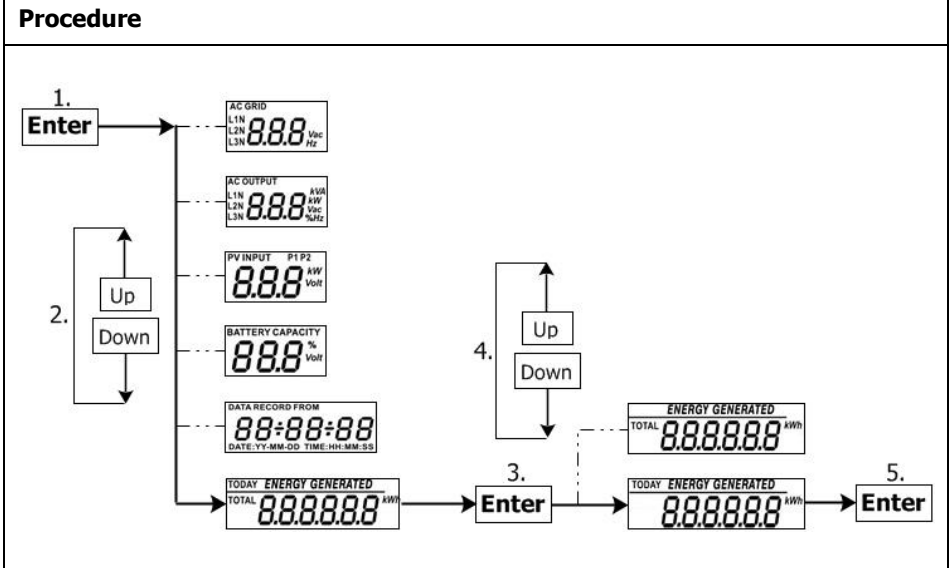 Procedure
1.
Enter
AC GRID
L1N
L2N
L3N
8.8.8
Vac
Hz
AC OUTPUT
L1N
L2N
L3N
8.8.8
kVA
kW
Vac
%Hz
2.
Up
Down
PV INPUT P1 P2
8.8.8
kW
Volt
BATTERY CAPACITY
88.8
%
Volt
DATA RECORD FROM
88:88:88
DATE:YY-MM-DD TIME:HH:MM:SS
TODAY ENERGY GENERATED
TOTAL 8.8.8.8.8.8 kWh
3.
Enter
4.
Up
Down
ENERGY GENERATED
TOTAL 8.8.8.8.8.8 kWh
TODAY ENERGY GENERATED
8.8.8.8.8.8 kWh
5.
Enter